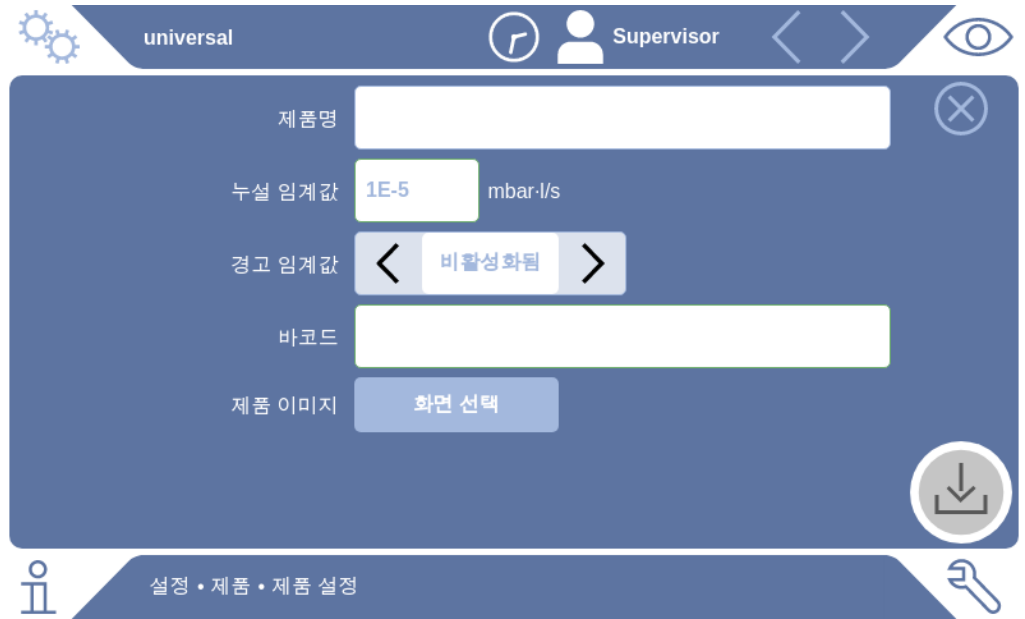 universal
Supervisor
제품명
누설 임계값 1E-5 mbar·l/s
경고 임계값 비활성화됨
바코드
제품 이미지 화면 선택
설정 • 제품 • 제품 설정